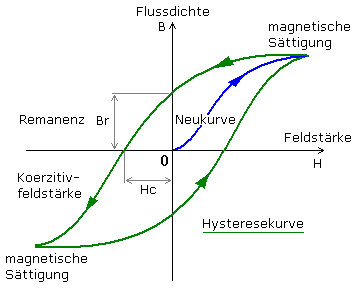 Flussdichte
B
magnetische
Sättigung
Remanenz
Br
Neukurve
Feldstärke
0
H
Koerzitiv-
feldstärke
Hc
Hysteresekurve
magnetische
Sättigung